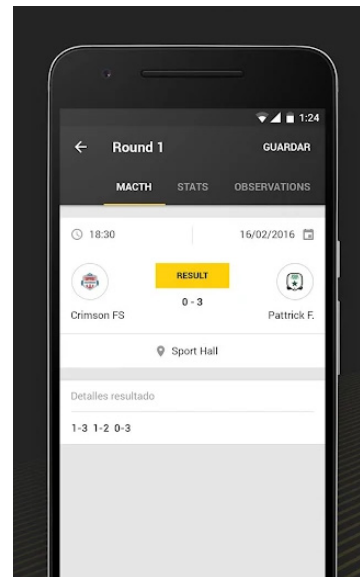 1:24
Round 1
GUARDAR
MACTH STATS OBSERVATIONS
18:30 16/02/2016
RESULT
0 - 3
Crimson FS Pattrick F.
Sport Hall
Detalles resultado
1-3 1-2 0-3